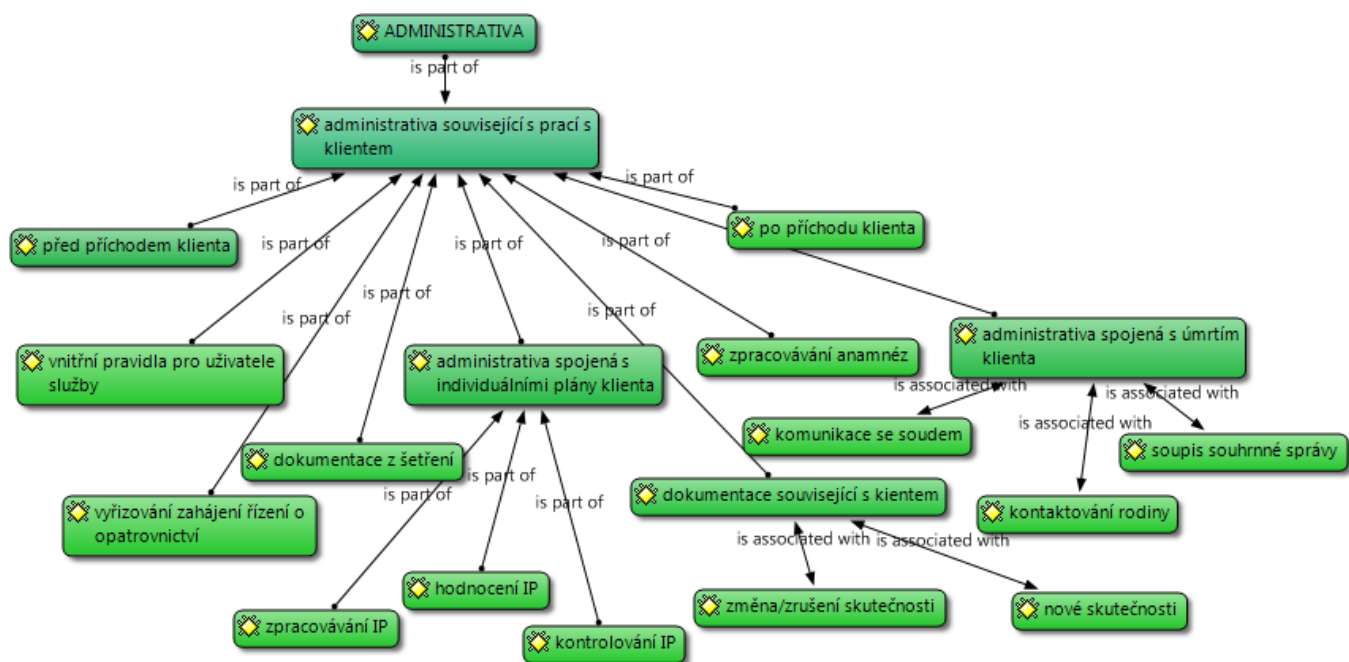 ADMINISTRATIVA
is part of
administrativa související s prací s
klientem
is part of
is part of
před příchodem klienta
po příchodu klienta
is part of
is part of
is part of
is part of
is part of
is part of
vnitřní pravidla pro uživatele
služby
administrativa spojená s
individuálními plány klienta
zpracovávání anamnéz
administrativa spojená s úmrtím
klienta
is associated with
is associated with
is associated with
komunikace se soudem
soupis souhrnné správy
dokumentace z šetření
is part of
is part of
is part of
dokumentace související s kientem
kontaktování rodiny
vyřizování zahájení řízení o
opatrovnictví
is associated with
is associated with
hodnocení IP
změna/zrušení skutečnosti
nové skutečnosti
zpracovávání IP
kontrolování IP